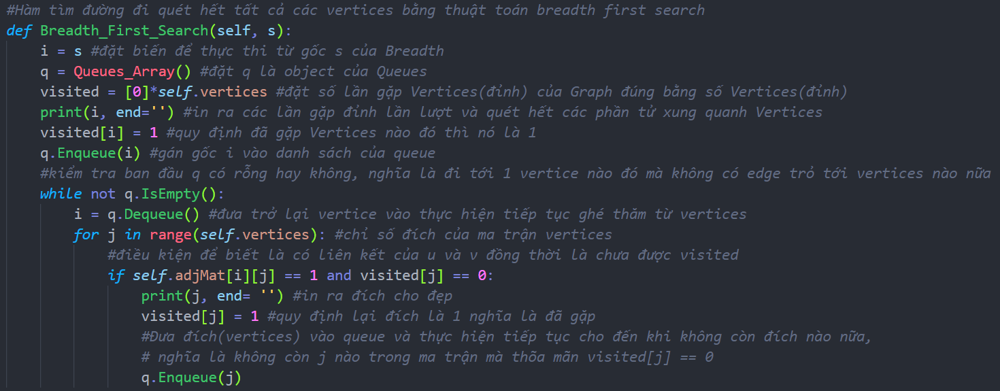 #Hàm tìm đường đi quét hết tất cả các vertices bằng thuật toán breadth first search
def Breadth_First_Search(self, s):
    i = s #đặt biến để thực thi từ gốc s của Breadth
    q = Queues_Array() #đặt q là object của Queues
    visited = [0]*self.vertices #đặt số lần gặp Vertices(đỉnh) của Graph đúng bằng số Vertices(đỉnh)
    print(i, end='') #in ra các lần gặp đỉnh lần lượt và quét hết các phần tử xung quanh Vertices
    visited[i] = 1 #quy định đã gặp Vertices nào đó thì nó là 1
    q.Enqueue(i) #gán gốc i vào danh sách của queue
    #kiểm tra ban đầu q có rỗng hay không, nghĩa là đi tới 1 vertice nào đó mà không có edge trỏ tới vertices nào nữa
    while not q.IsEmpty():
        i = q.Dequeue() #đưa trở lại vertice vào thực hiện tiếp tục ghé thăm từ vertices
        for j in range(self.vertices): #chỉ số đích của ma trận vertices
            #điều kiện để biết là có liên kết của u và v đồng thời là chưa được visited
            if self.adjMat[i][j] == 1 and visited[j] == 0:
                print(j, end= '') #in ra đích cho đẹp
                visited[j] = 1 #quy định lại đích là 1 nghĩa là đã gặp
                #Đưa đích(vertices) vào queue và thực hiện tiếp tục cho đến khi không còn đích nào nữa,
                # nghĩa là không còn j nào trong ma trận mà thõa mãn visited[j] == 0
                q.Enqueue(j)